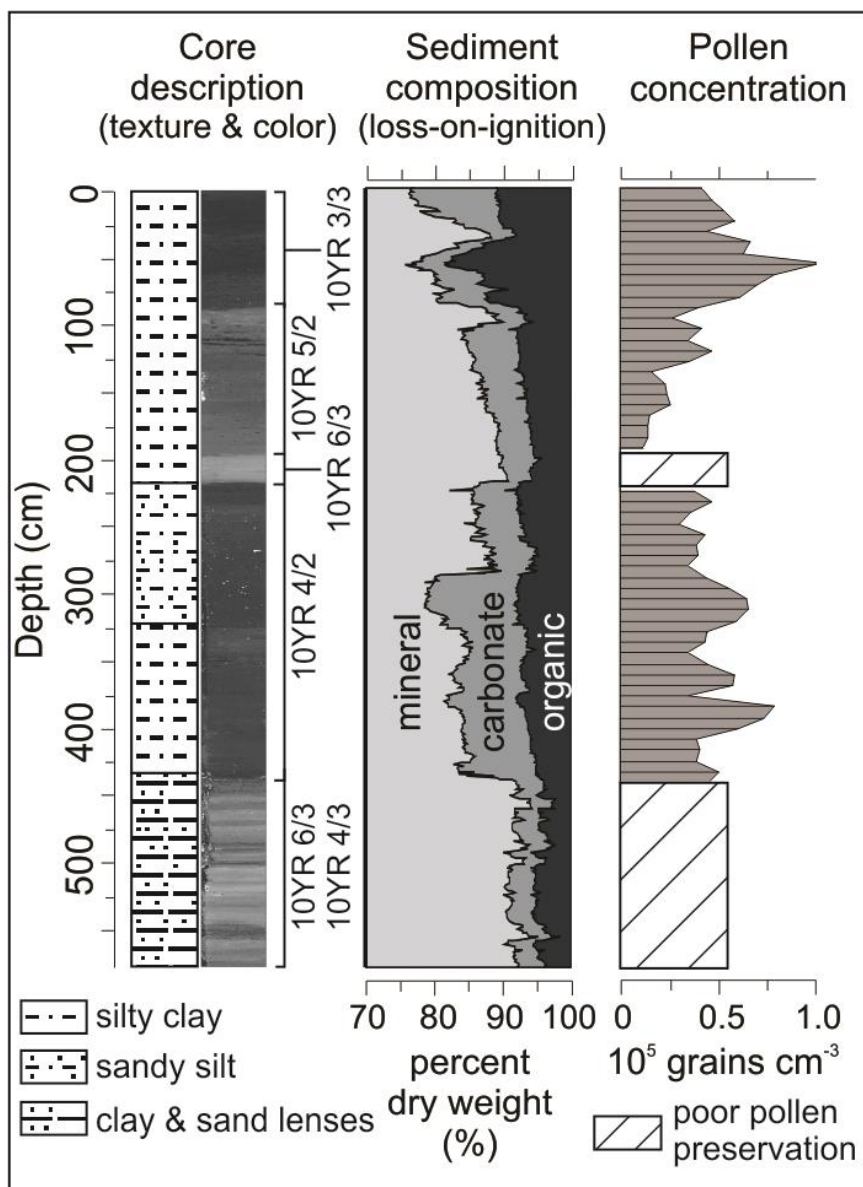 Core
description
(texture & color)
Sediment
composition
(loss-on-ignition)
Pollen
concentration
Depth (cm)
0
100
200
300
400
500
10YR 3/3
10YR 5/2
10YR 6/3
10YR 4/2
10YR 6/3
10YR 4/3
mineral
carbonate
organic
70
80
90
100
percent
dry weight
(%)
0
0.5
1.0
10⁵ grains cm⁻³
silty clay
sandy silt
clay & sand lenses
poor pollen
preservation